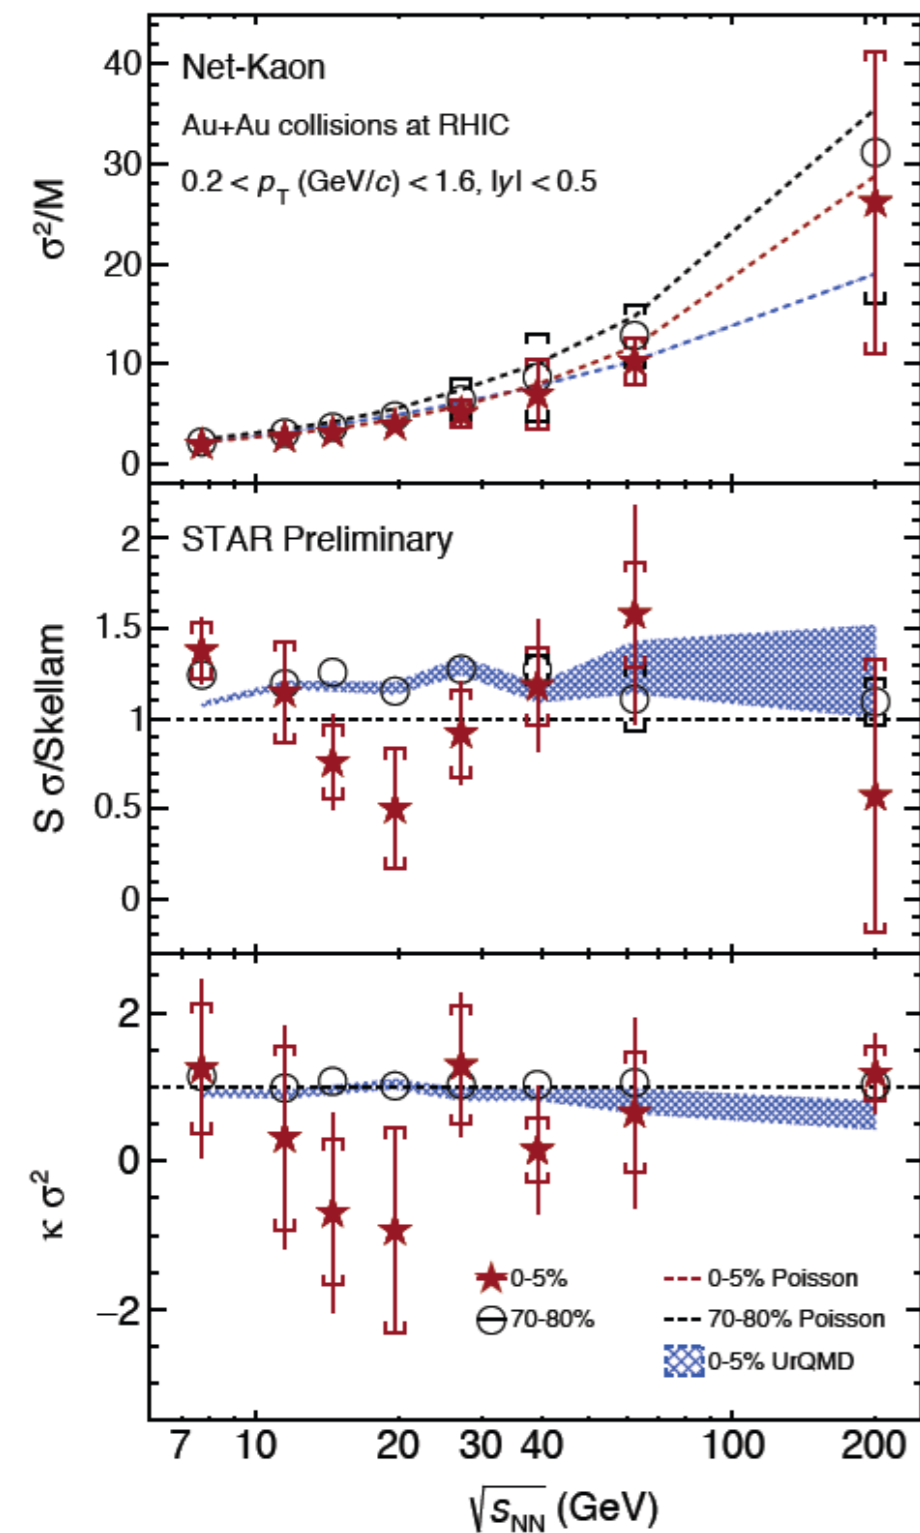 σ²/M
40
30
20
10
0
Net-Kaon
Au+Au collisions at RHIC
0.2 < p_T (GeV/c) < 1.6, |y| < 0.5
S σ/Skellam
2
1.5
1
0.5
0
STAR Preliminary
κ σ²
2
0
−2
0-5%
70-80%
0-5% Poisson
70-80% Poisson
0-5% UrQMD
7 10 20 30 40 100 200
√s_NN (GeV)